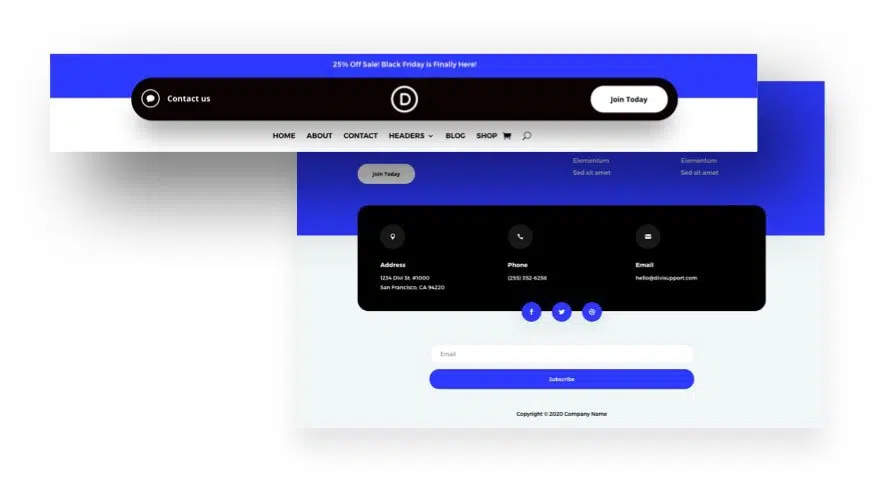 25% Off Sale! Black Friday is Finally Here!
Contact us
D
Join Today
HOME ABOUT CONTACT HEADERS BLOG SHOP
Elementum Elementum
Sed sit amet Sed sit amet
Join Today
Address
1234 Divi St. #1000
San Francisco, CA 94220
Phone
(255) 352-6258
Email
hello@divisupport.com
Email
Subscribe
Copyright © 2020 Company Name